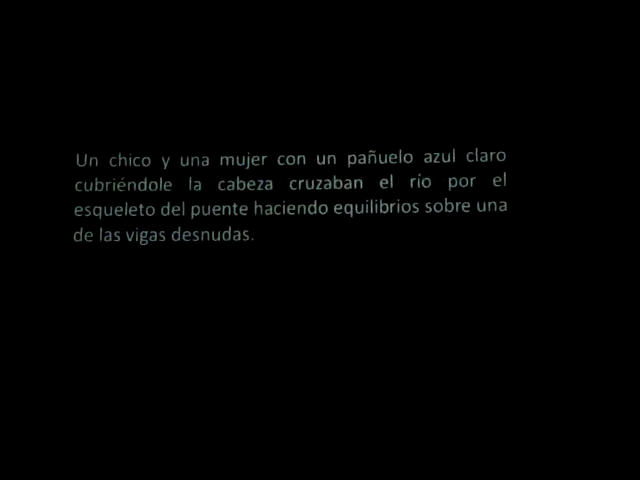 Un chico y una mujer con un pañuelo azul claro
cubriéndole la cabeza cruzaban el río por el
esqueleto del puente haciendo equilibrios sobre una
de las vigas desnudas.